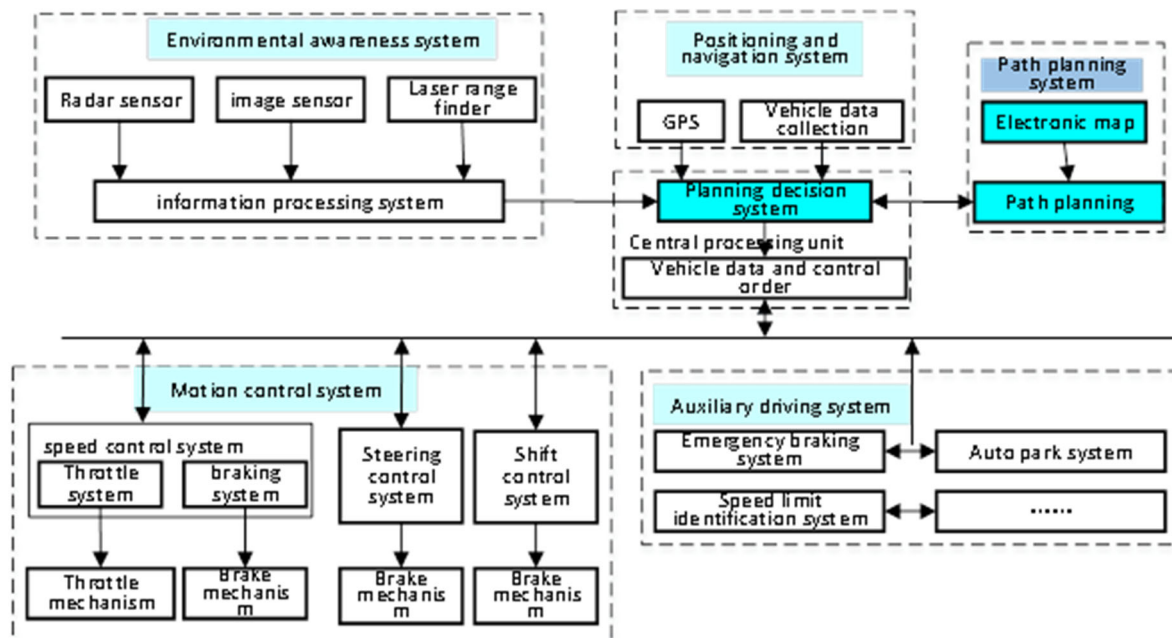 Environmental awareness system
Radar sensor
image sensor
Laser range
finder
information processing system
Positioning and
navigation system
GPS
Vehicle data
collection
Planning decision
system
Central processing unit
Vehicle data and control
order
Path planning
system
Electronic map
Path planning
Motion control system
speed control system
Throttle
system
braking
system
Steering
control
system
Shift
control
system
Throttle
mechanism
Brake
mechanis
m
Brake
mechanis
m
Brake
mechanis
m
Auxiliary driving system
Emergency braking
system
Auto park system
Speed limit
identification system
......